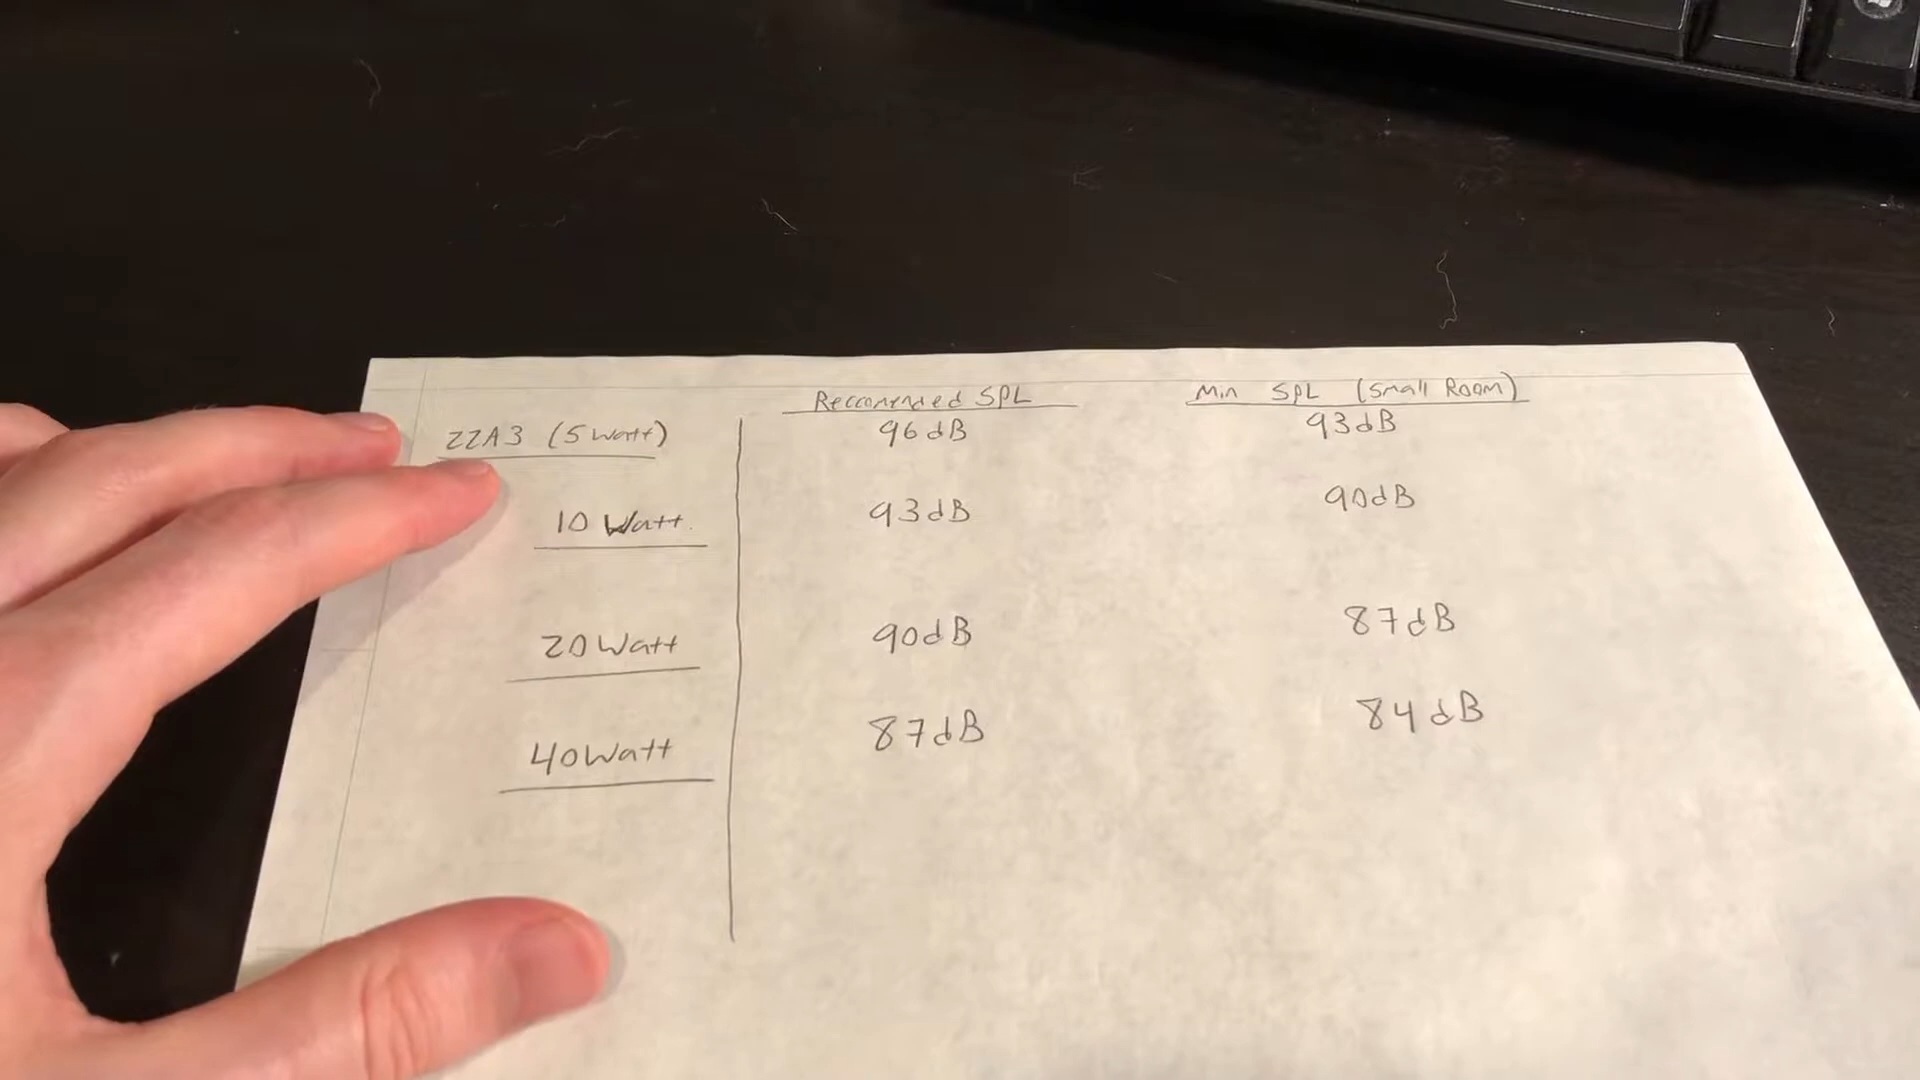 Reccomended SPL Min SPL (Small Room)
ZZA3 (5 Watt) 96dB 93dB
10 Watt 93dB 90dB
20 Watt 90dB 87dB
40 Watt 87dB 84dB